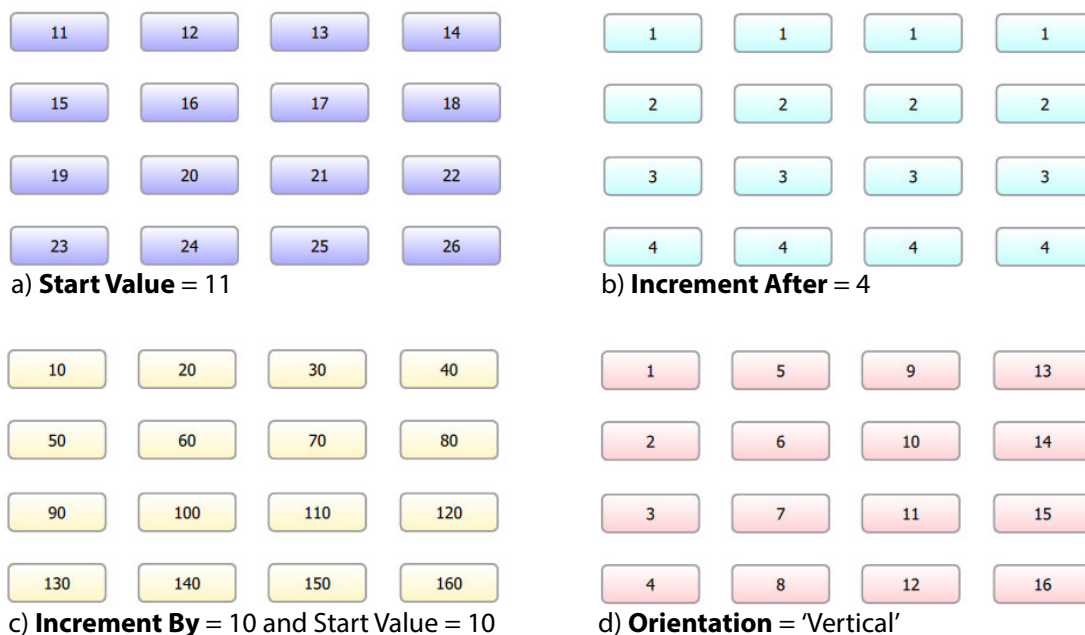 11 12 13 14
15 16 17 18
19 20 21 22
23 24 25 26
a) Start Value = 11
1 1 1 1
2 2 2 2
3 3 3 3
4 4 4 4
b) Increment After = 4
10 20 30 40
50 60 70 80
90 100 110 120
130 140 150 160
c) Increment By = 10 and Start Value = 10
1 5 9 13
2 6 10 14
3 7 11 15
4 8 12 16
d) Orientation = ‘Vertical’